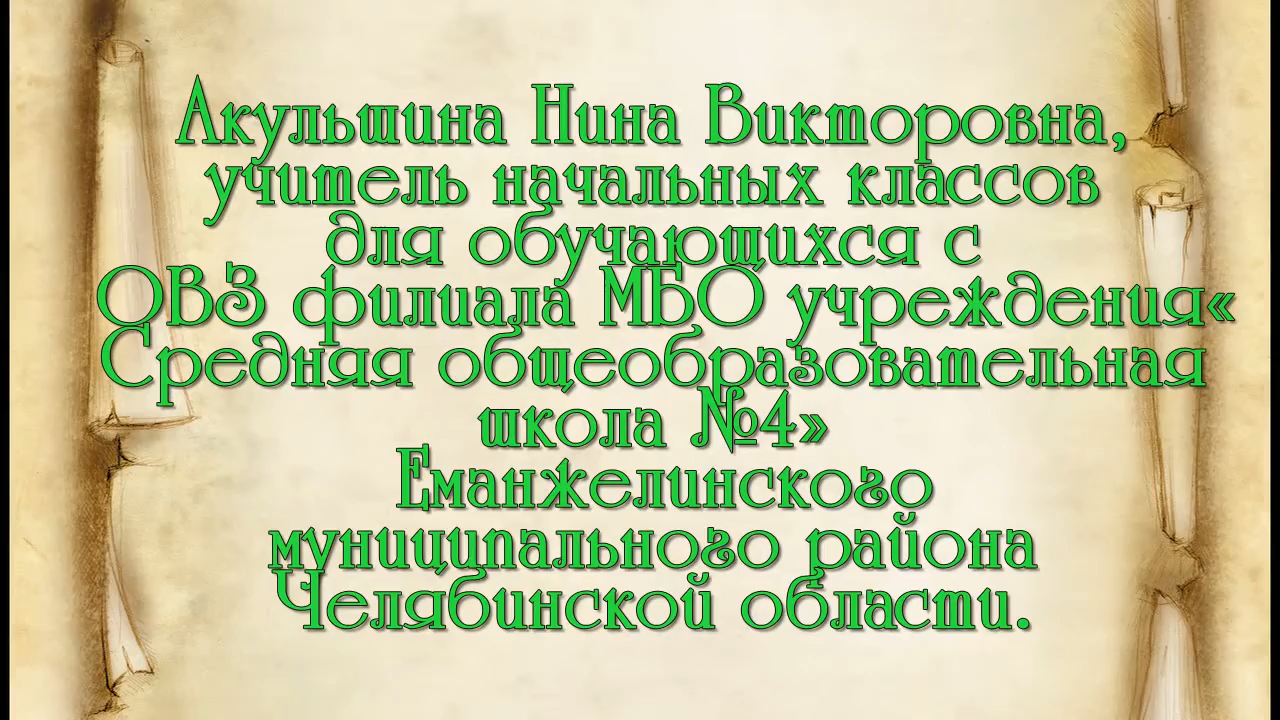 Акульшина Нина Викторовна,
учитель начальных классов
для обучающихся с
ОВЗ филиала МБО учреждения«
Средняя общеобразовательная
школа №4»
Еманжелинского
муниципального района
Челябинской области.